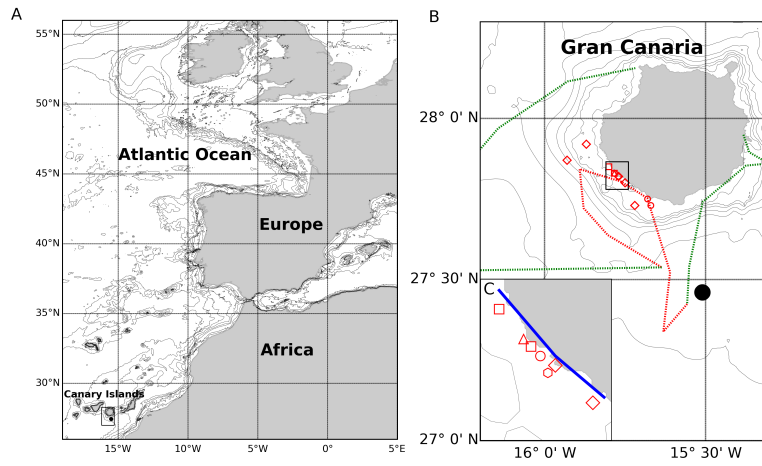 A
55°N
50°N
45°N
40°N
35°N
30°N
15°W
10°W
5°W
0°
5°E
Atlantic Ocean
Europe
Africa
Canary Islands
B
Gran Canaria
28° 0' N
27° 30' N
27° 0' N
16° 0' W
15° 30' W
C